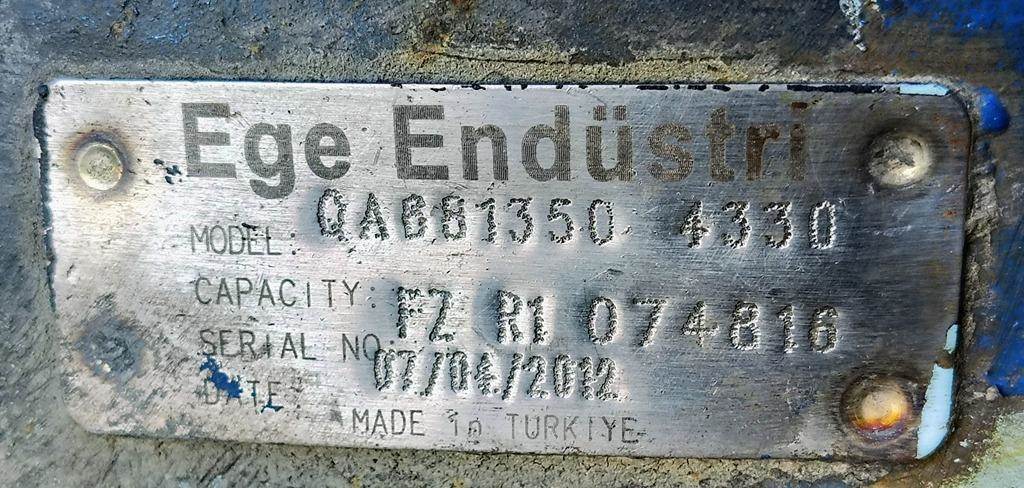 Ege Endüstri
MODEL: QAB81350 4330
CAPACITY: FZ R1 074816
SERIAL NO: 07/04/2012
DATE:
MADE in TURKIYE